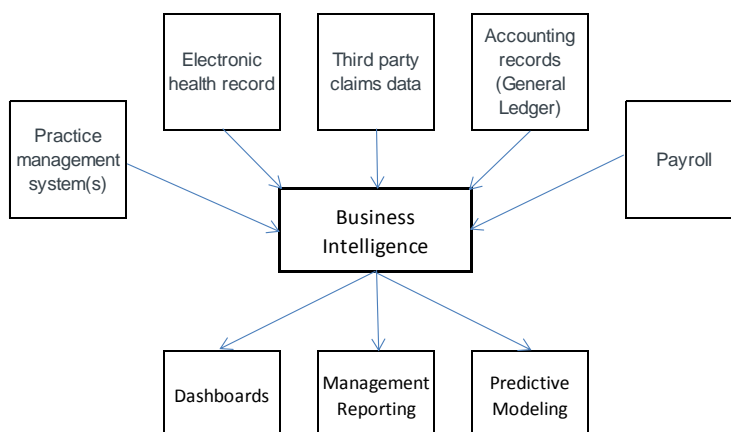 Electronic
health record
Third party
claims data
Accounting
records
(General
Ledger)
Practice
management
system(s)
Payroll
Business
Intelligence
Dashboards
Management
Reporting
Predictive
Modeling